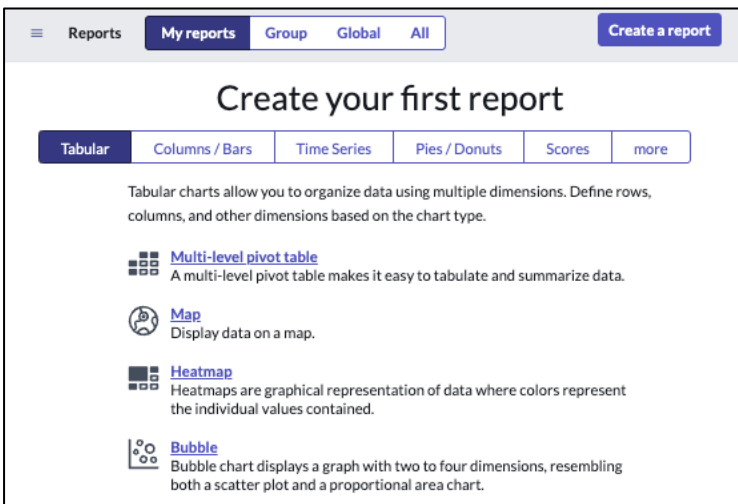 Reports My reports Group Global All Create a report
Create your first report
Tabular Columns / Bars Time Series Pies / Donuts Scores more
Tabular charts allow you to organize data using multiple dimensions. Define rows,
columns, and other dimensions based on the chart type.
Multi-level pivot table
A multi-level pivot table makes it easy to tabulate and summarize data.
Map
Display data on a map.
Heatmap
Heatmaps are graphical representation of data where colors represent
the individual values contained.
Bubble
Bubble chart displays a graph with two to four dimensions, resembling
both a scatter plot and a proportional area chart.